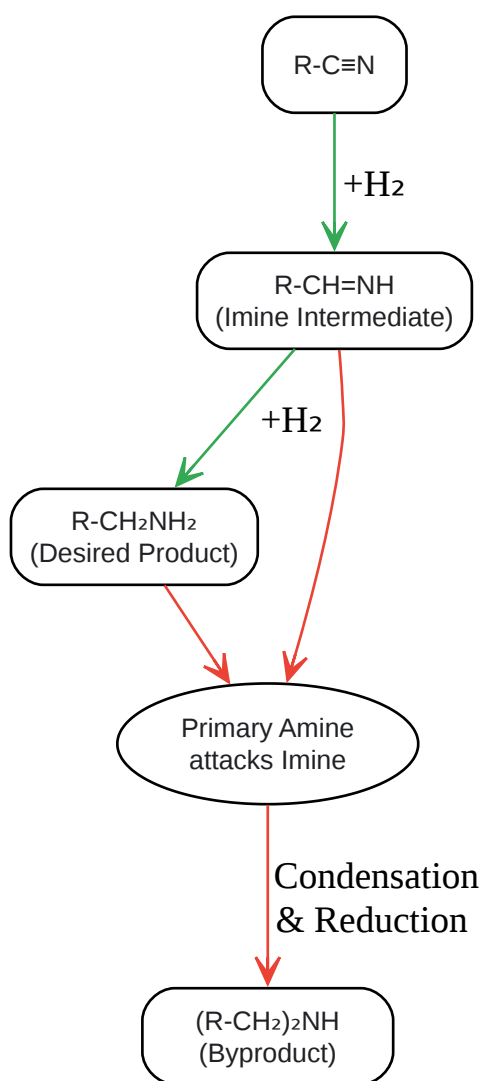 R-C≡N
+H₂
R-CH=NH
(Imine Intermediate)
+H₂
R-CH₂NH₂
(Desired Product)
Primary Amine
attacks Imine
Condensation
& Reduction
(R-CH₂)₂NH
(Byproduct)